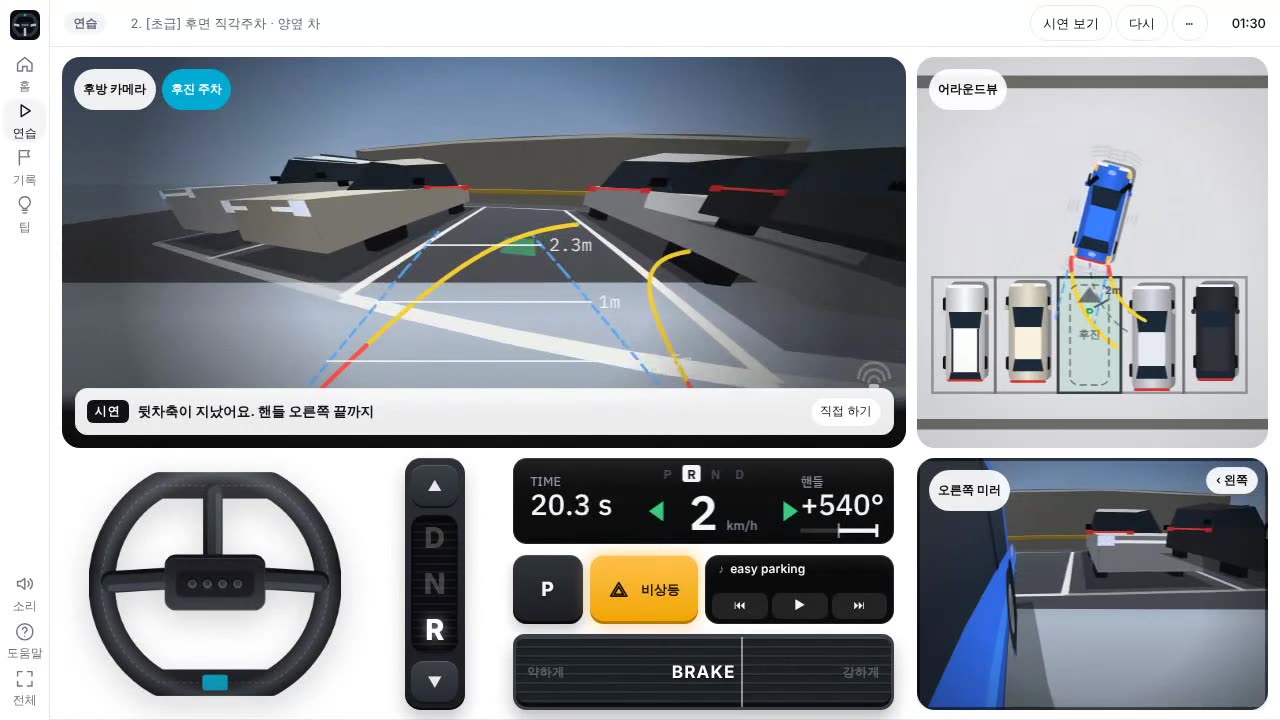 연습
2. [초급] 후면 직각주차 · 양옆 차
시연 보기
다시
···
01:30
홈
연습
기록
팁
소리
도움말
전체
후방 카메라
후진 주차
2.3m
1m
시연
뒷차축이 지났어요. 핸들 오른쪽 끝까지
직접 하기
어라운드뷰
2m
P
후진
D
N
R
P R N D
TIME
20.3 s
2 km/h
핸들
+540°
P
비상등
♪ easy parking
약하게
BRAKE
강하게
오른쪽 미러
‹ 왼쪽